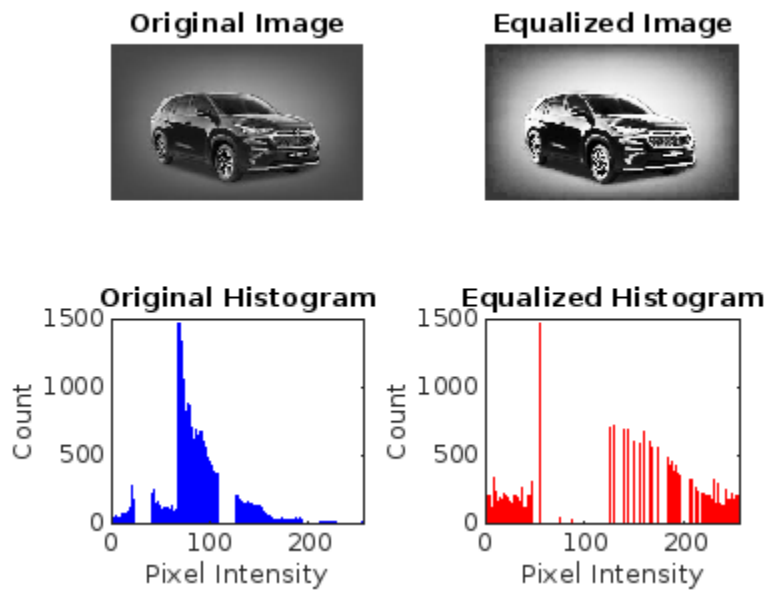 Original Image
Equalized Image
Original Histogram
Equalized Histogram
1500
1000
500
0
Count
0
100
200
Pixel Intensity
1500
1000
500
0
Count
0
100
200
Pixel Intensity